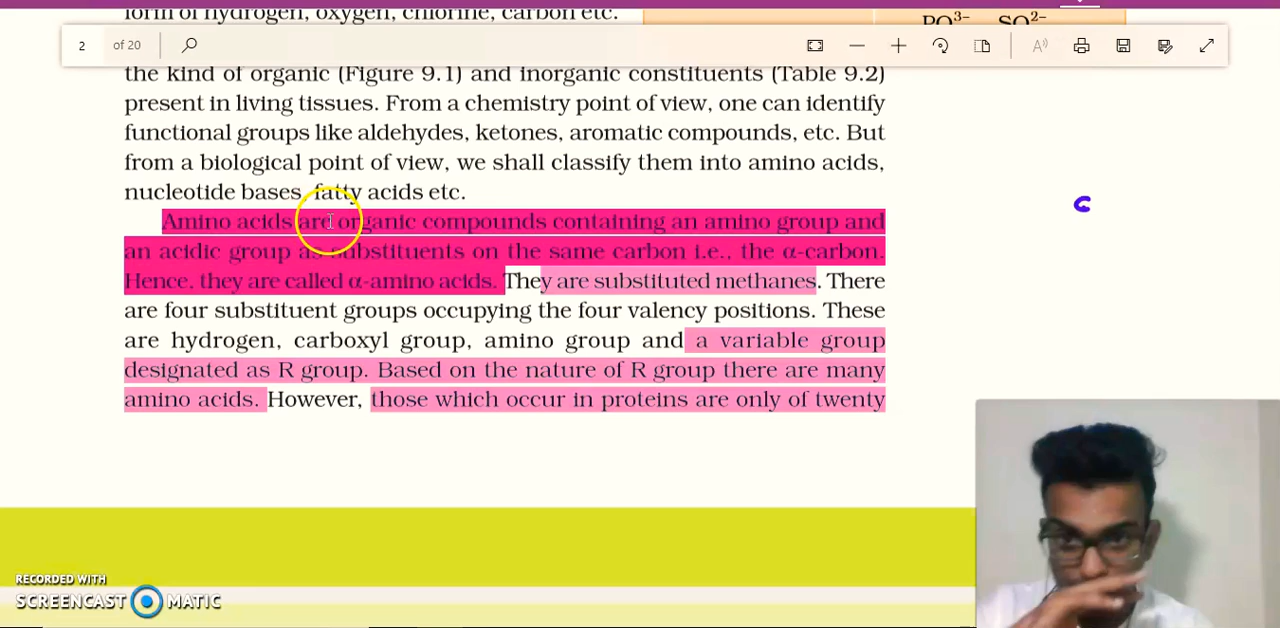 form of hydrogen, oxygen, chlorine, carbon etc.
PO3– SO2–
2 of 20
the kind of organic (Figure 9.1) and inorganic constituents (Table 9.2)
present in living tissues. From a chemistry point of view, one can identify
functional groups like aldehydes, ketones, aromatic compounds, etc. But
from a biological point of view, we shall classify them into amino acids,
nucleotide bases, fatty acids etc.
Amino acids are organic compounds containing an amino group and
an acidic group as substituents on the same carbon i.e., the α-carbon.
Hence, they are called α-amino acids. They are substituted methanes. There
are four substituent groups occupying the four valency positions. These
are hydrogen, carboxyl group, amino group and a variable group
designated as R group. Based on the nature of R group there are many
amino acids. However, those which occur in proteins are only of twenty
C
RECORDED WITH
SCREENCAST MATIC